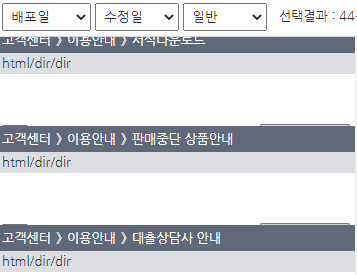 배포일 수정일 일반 선택결과 : 44
고객센터 》 이용안내 》 서식다운로드
html/dir/dir
고객센터 》 이용안내 》 판매중단 상품안내
html/dir/dir
고객센터 》 이용안내 》 대출상담사 안내
html/dir/dir